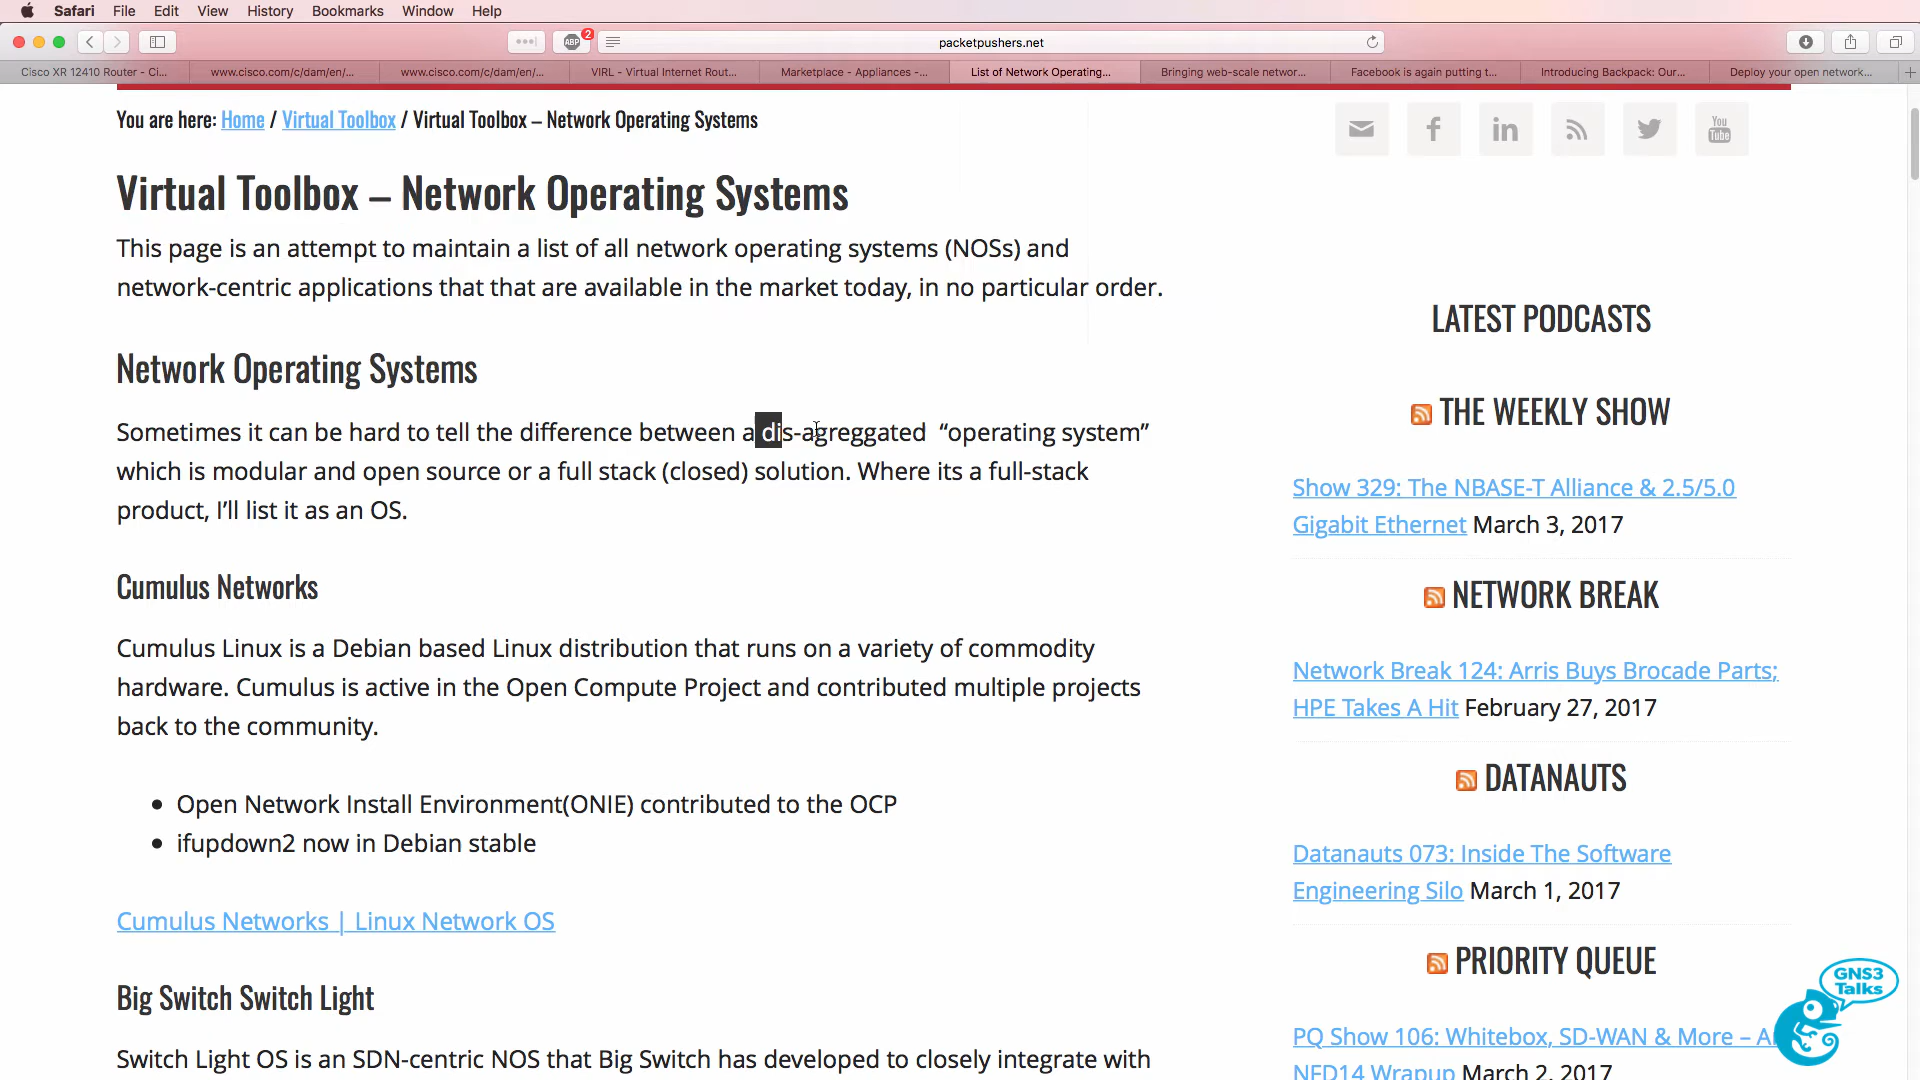 Safari File Edit View History Bookmarks Window Help
ABP 2 packetpushers.net
Cisco XR 12410 Router - Ci... www.cisco.com/c/dam/en/... www.cisco.com/c/dam/en/... VIRL - Virtual Internet Rout... Marketplace - Appliances -... List of Network Operating... Bringing web-scale networ... Facebook is again putting t... Introducing Backpack: Our... Deploy your open network...
You are here: Home / Virtual Toolbox / Virtual Toolbox – Network Operating Systems
Virtual Toolbox – Network Operating Systems
This page is an attempt to maintain a list of all network operating systems (NOSs) and
network-centric applications that that are available in the market today, in no particular order.
Network Operating Systems
Sometimes it can be hard to tell the difference between a dis-agreggated “operating system”
which is modular and open source or a full stack (closed) solution. Where its a full-stack
product, I’ll list it as an OS.
Cumulus Networks
Cumulus Linux is a Debian based Linux distribution that runs on a variety of commodity
hardware. Cumulus is active in the Open Compute Project and contributed multiple projects
back to the community.
Open Network Install Environment(ONIE) contributed to the OCP
ifupdown2 now in Debian stable
Cumulus Networks | Linux Network OS
Big Switch Switch Light
Switch Light OS is an SDN-centric NOS that Big Switch has developed to closely integrate with
You
Tube
LATEST PODCASTS
THE WEEKLY SHOW
Show 329: The NBASE-T Alliance & 2.5/5.0
Gigabit Ethernet March 3, 2017
NETWORK BREAK
Network Break 124: Arris Buys Brocade Parts;
HPE Takes A Hit February 27, 2017
DATANAUTS
Datanauts 073: Inside The Software
Engineering Silo March 1, 2017
PRIORITY QUEUE
PQ Show 106: Whitebox, SD-WAN & More – A
NFD14 Wrapup March 2, 2017
GNS3
Talks